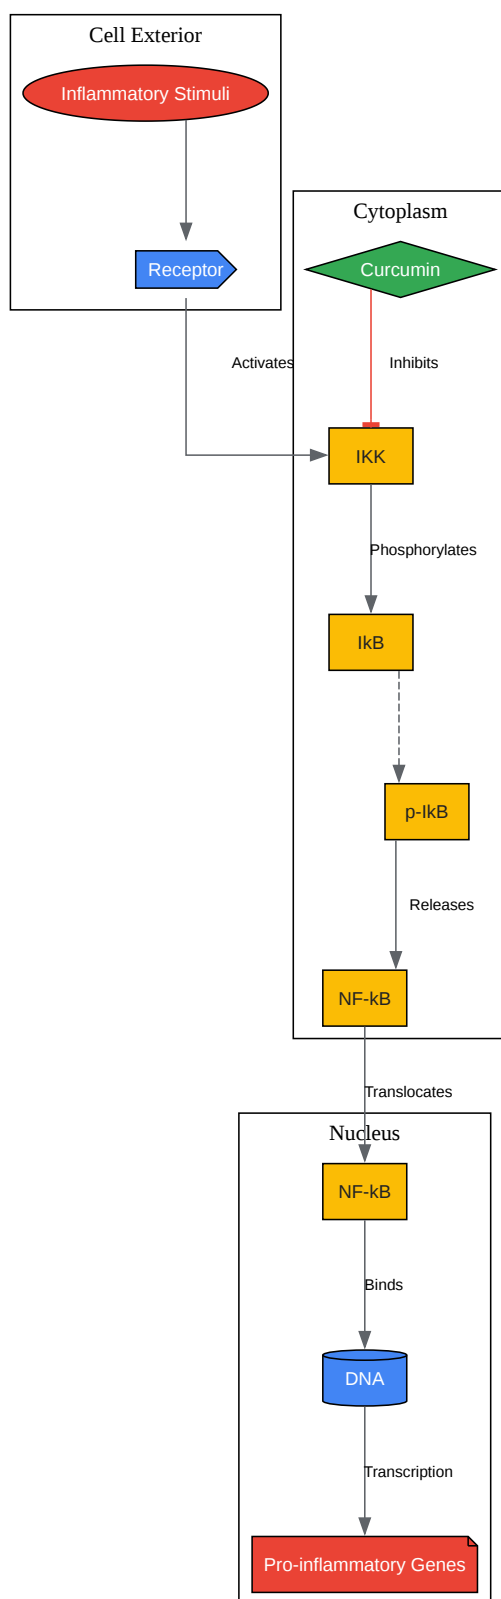 Cell Exterior
Inflammatory Stimuli
Receptor
Cytoplasm
Curcumin
Activates
Inhibits
IKK
Phosphorylates
IkB
p-IkB
Releases
NF-kB
Translocates
Nucleus
NF-kB
Binds
DNA
Transcription
Pro-inflammatory Genes